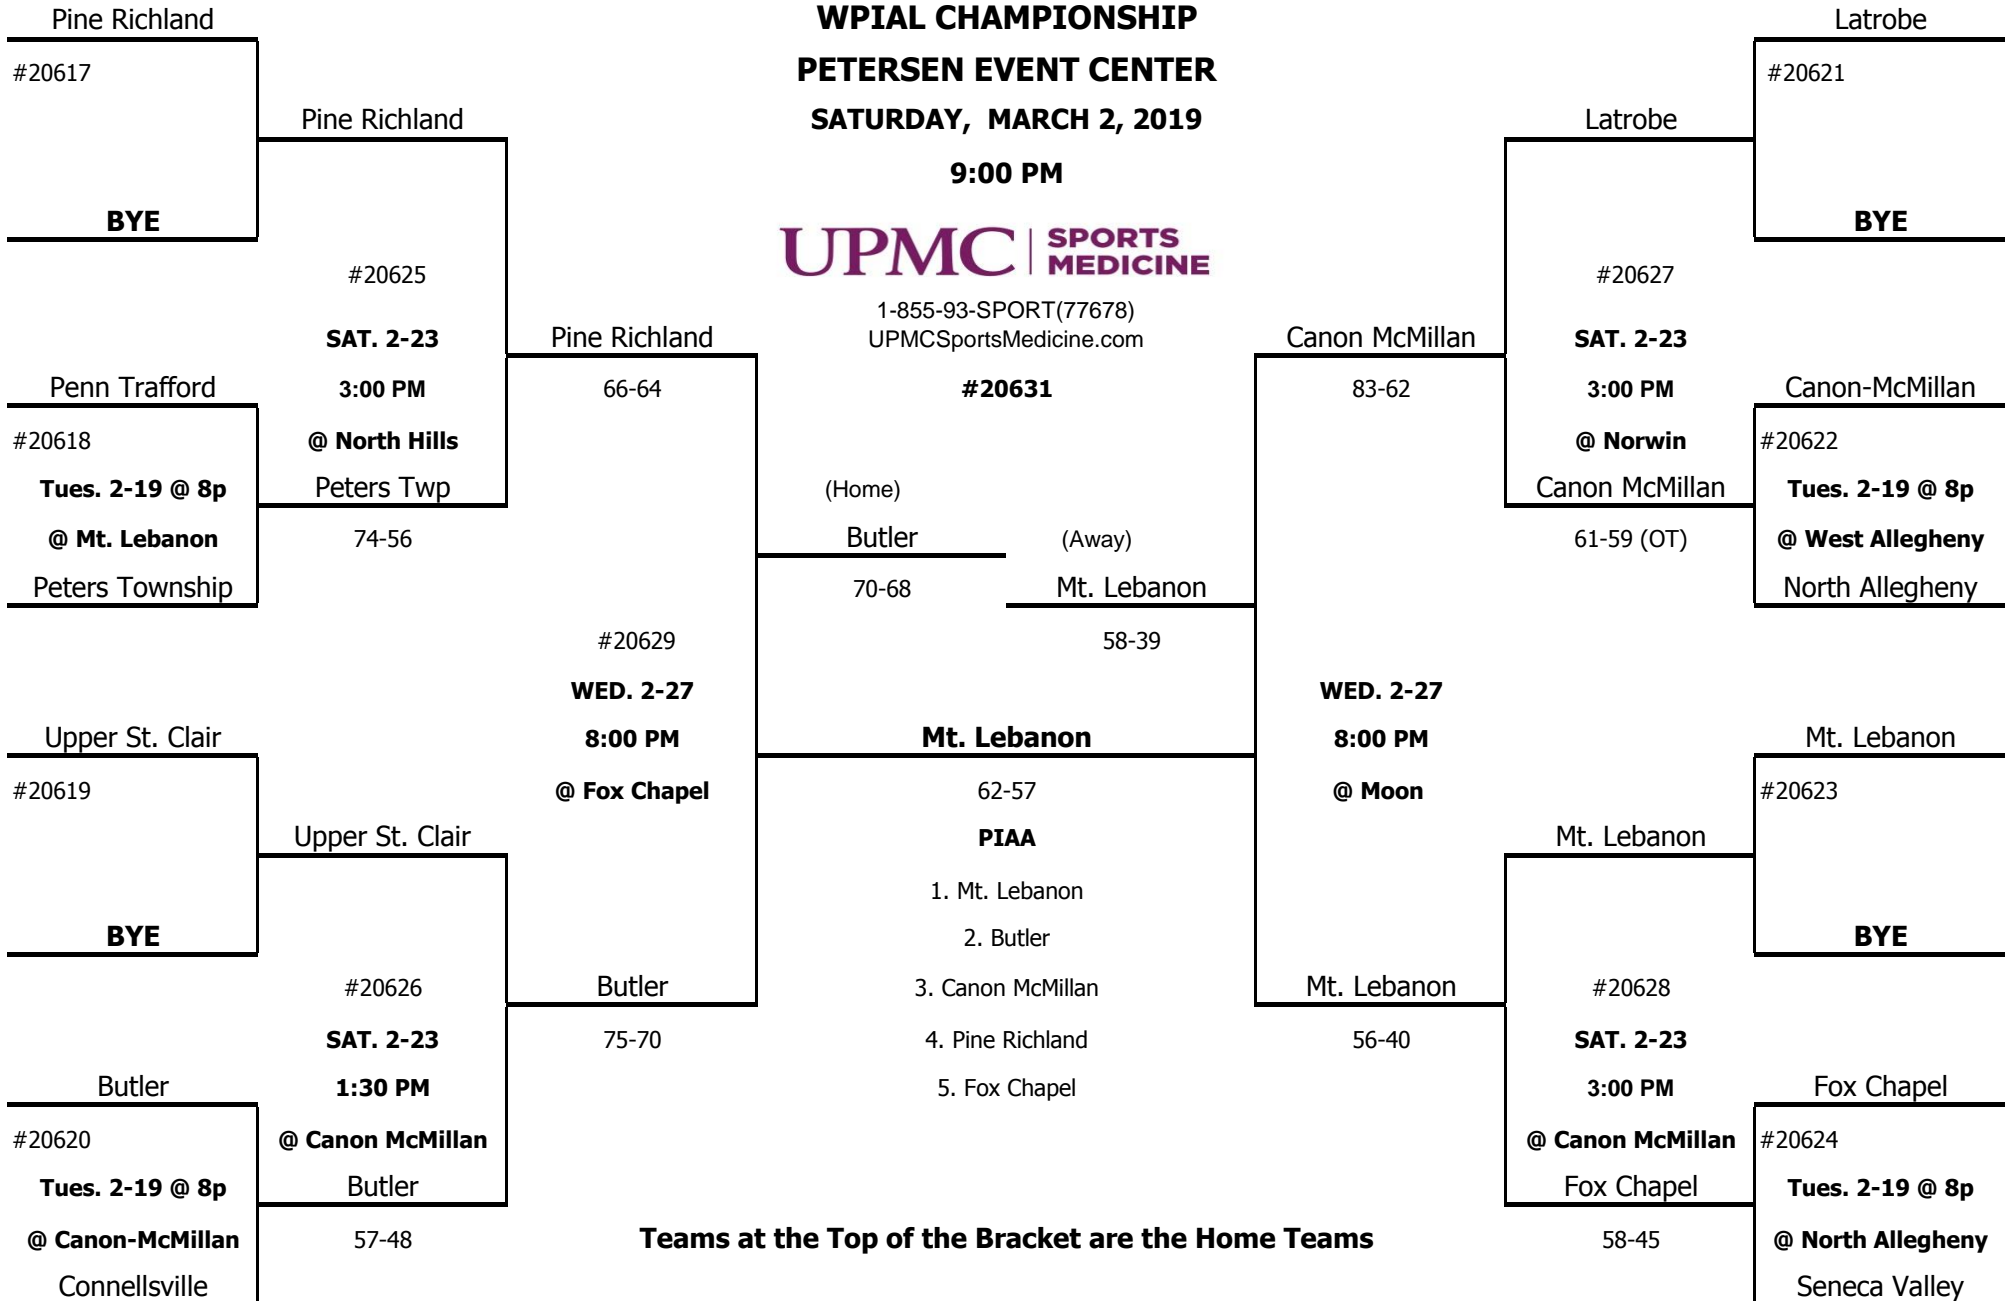 Pine Richland
#20617
BYE
Penn Trafford
#20618
Tues. 2-19 @ 8p
@ Mt. Lebanon
Peters Township
Upper St. Clair
#20619
BYE
Butler
#20620
Tues. 2-19 @ 8p
@ Canon-McMillan
Connellsville
Pine Richland
#20625
SAT. 2-23
3:00 PM
@ North Hills
Peters Twp
74-56
Upper St. Clair
#20626
SAT. 2-23
1:30 PM
@ Canon McMillan
Butler
57-48
Pine Richland
66-64
#20629
WED. 2-27
8:00 PM
@ Fox Chapel
Butler
75-70
WPIAL CHAMPIONSHIP
PETERSEN EVENT CENTER
SATURDAY, MARCH 2, 2019
9:00 PM
UPMC | SPORTS
MEDICINE
1-855-93-SPORT(77678)
UPMCSportsMedicine.com
#20631
(Home)
Butler
70-68
(Away)
Mt. Lebanon
58-39
Mt. Lebanon
62-57
PIAA
1. Mt. Lebanon
2. Butler
3. Canon McMillan
4. Pine Richland
5. Fox Chapel
Teams at the Top of the Bracket are the Home Teams
Canon McMillan
83-62
WED. 2-27
8:00 PM
@ Moon
Mt. Lebanon
56-40
Latrobe
#20627
SAT. 2-23
3:00 PM
@ Norwin
Canon McMillan
61-59 (OT)
Mt. Lebanon
#20628
SAT. 2-23
3:00 PM
@ Canon McMillan
Fox Chapel
58-45
Latrobe
#20621
BYE
Canon-McMillan
#20622
Tues. 2-19 @ 8p
@ West Allegheny
North Allegheny
Mt. Lebanon
#20623
BYE
Fox Chapel
#20624
Tues. 2-19 @ 8p
@ North Allegheny
Seneca Valley